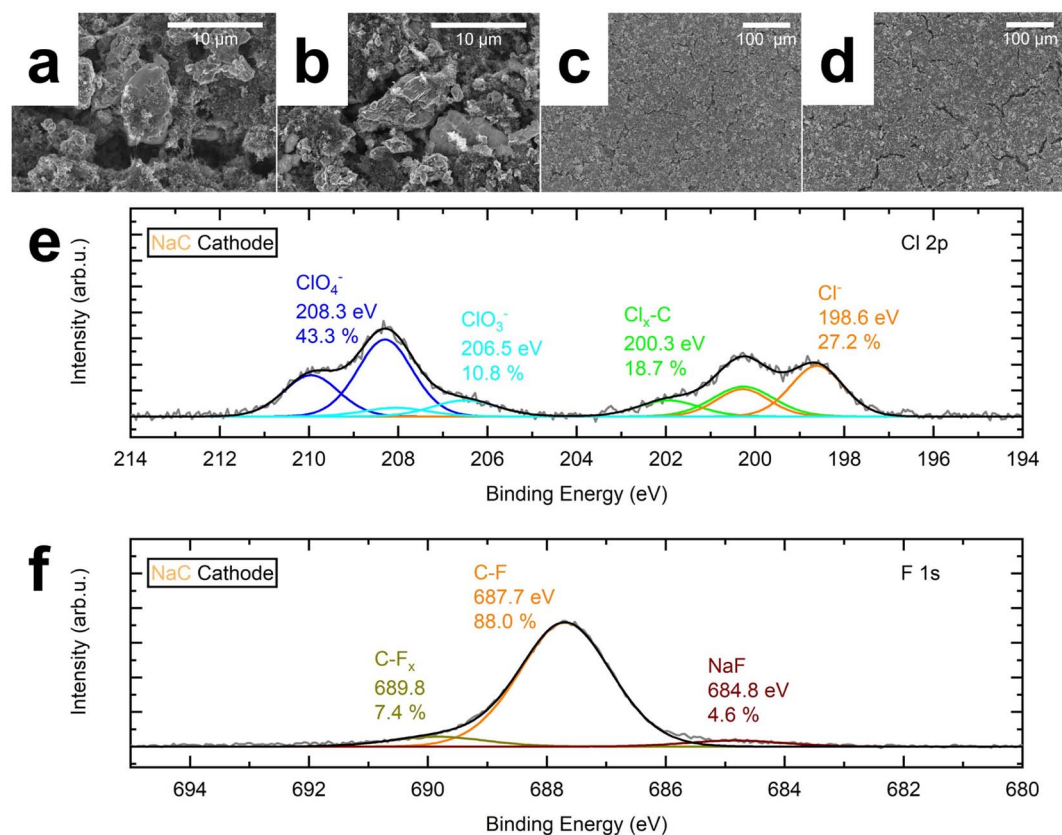 a
10 µm
b
10 µm
c
100 µm
d
100 µm
e
NaC Cathode
Cl 2p
Intensity (arb.u.)
ClO₄⁻
208.3 eV
43.3 %
ClO₃⁻
206.5 eV
10.8 %
Clₓ-C
200.3 eV
18.7 %
Cl⁻
198.6 eV
27.2 %
214 212 210 208 206 204 202 200 198 196 194
Binding Energy (eV)
f
NaC Cathode
F 1s
Intensity (arb.u.)
C-F
687.7 eV
88.0 %
C-Fₓ
689.8
7.4 %
NaF
684.8 eV
4.6 %
694 692 690 688 686 684 682 680
Binding Energy (eV)